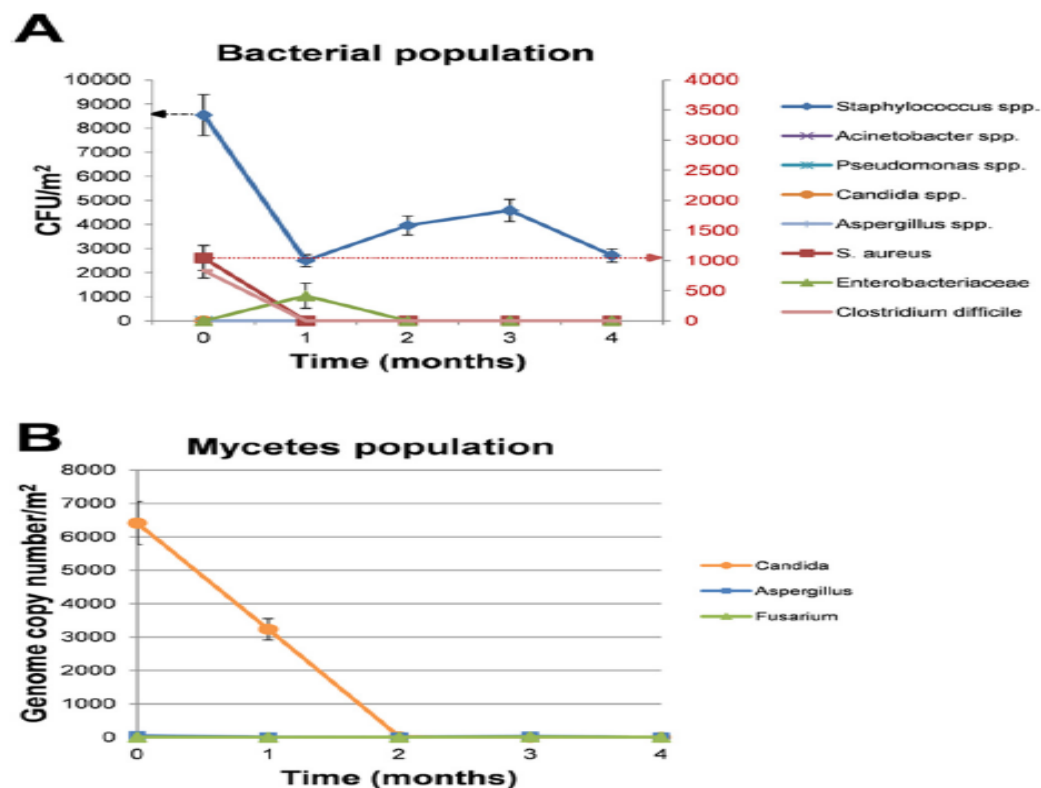 A
Bacterial population
10000
9000
8000
7000
6000
5000
4000
3000
2000
1000
0
CFU/m²
4000
3500
3000
2500
2000
1500
1000
500
0
0 1 2 3 4
Time (months)
Staphylococcus spp.
Acinetobacter spp.
Pseudomonas spp.
Candida spp.
Aspergillus spp.
S. aureus
Enterobacteriaceae
Clostridium difficile
B
Mycetes population
8000
7000
6000
5000
4000
3000
2000
1000
0
Genome copy number/m²
0 1 2 3 4
Time (months)
Candida
Aspergillus
Fusarium